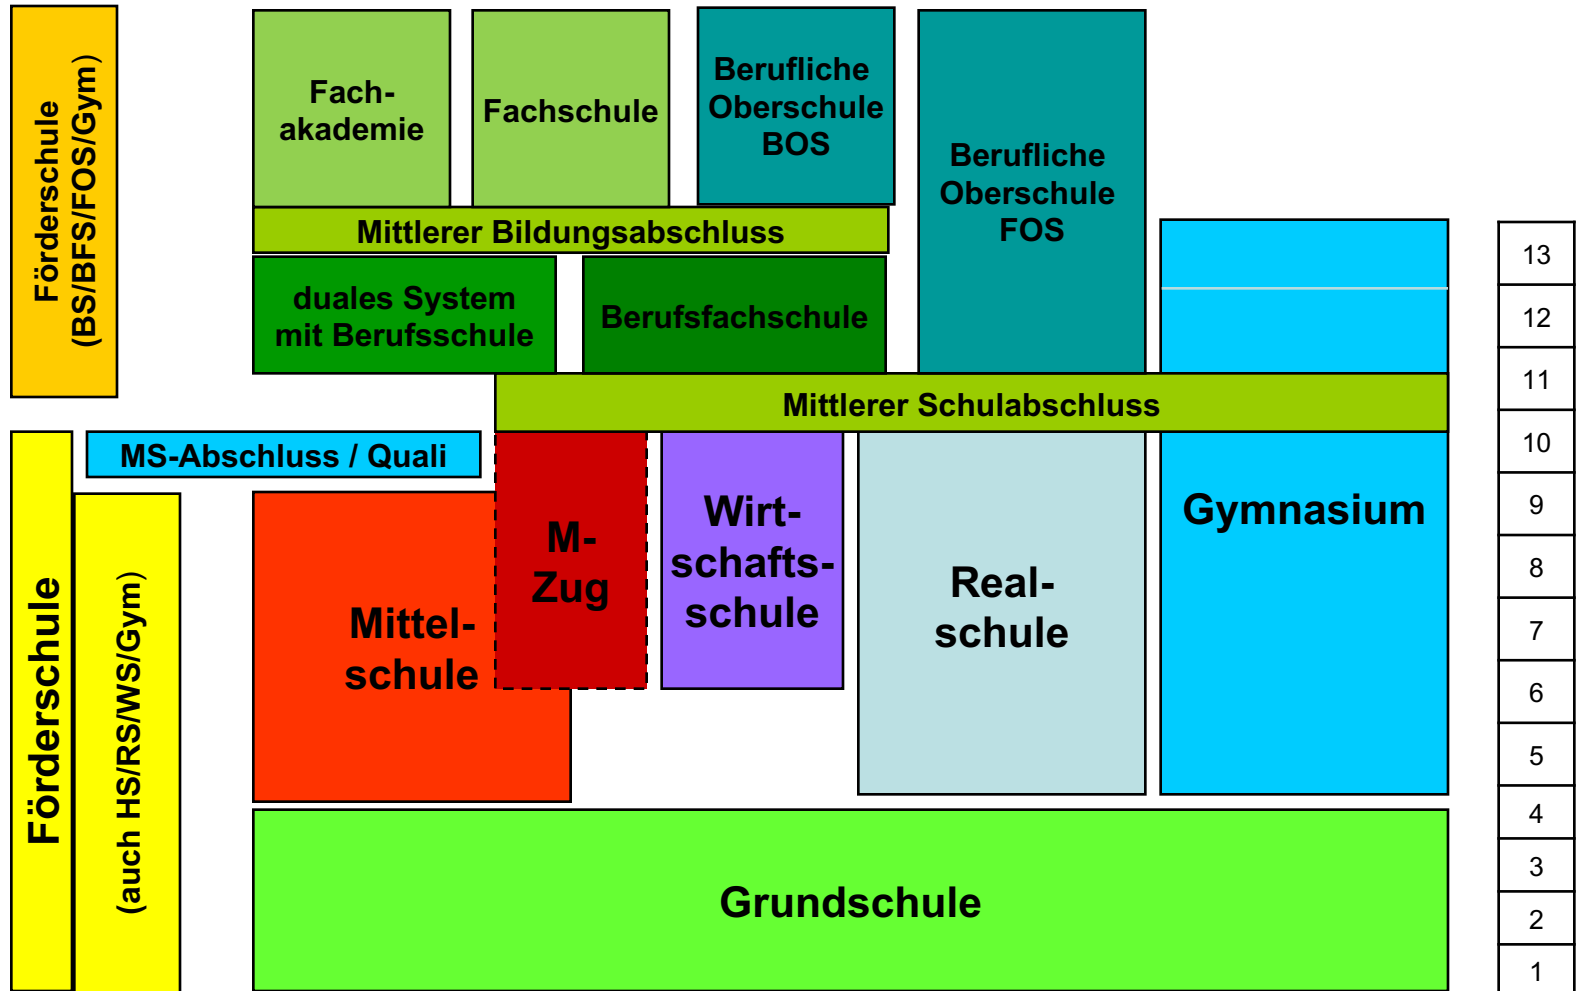 Förderschule
(BS/BFS/FOS/Gym)
Fach-
akademie
Fachschule
Berufliche
Oberschule
BOS
Berufliche
Oberschule
FOS
Mittlerer Bildungsabschluss
duales System
mit Berufsschule
Berufsfachschule
Mittlerer Schulabschluss
MS-Abschluss / Quali
Förderschule
(auch HS/RS/WS/Gym)
Mittel-
schule
M-
Zug
Wirt-
schafts-
schule
Real-
schule
Gymnasium
Grundschule
13
12
11
10
9
8
7
6
5
4
3
2
1